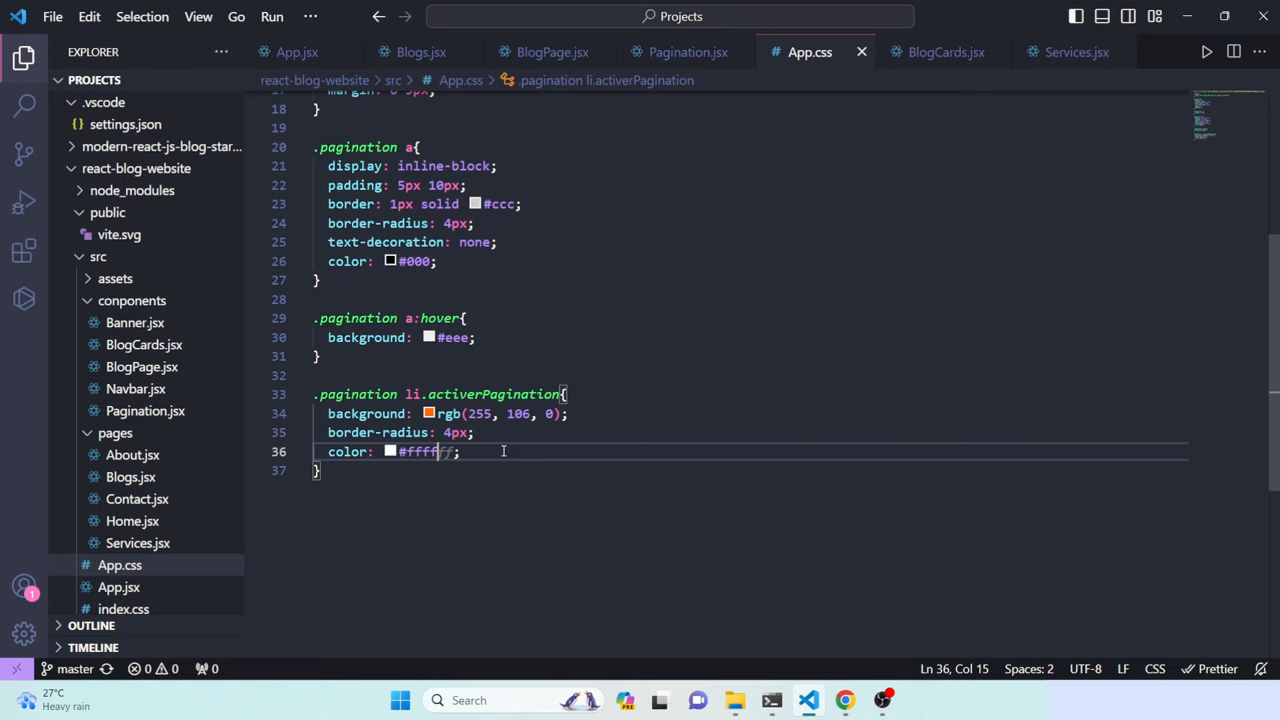 File Edit Selection View Go Run ··· Projects
EXPLORER ···
App.jsx Blogs.jsx BlogPage.jsx Pagination.jsx # App.css BlogCards.jsx Services.jsx
react-blog-website > src > # App.css > .pagination li.activerPagination
PROJECTS
.vscode
{} settings.json
modern-react-js-blog-star...
react-blog-website
node_modules
public
vite.svg
src
assets
conponents
Banner.jsx
BlogCards.jsx
BlogPage.jsx
Navbar.jsx
Pagination.jsx
pages
About.jsx
Blogs.jsx
Contact.jsx
Home.jsx
Services.jsx
# App.css
App.jsx
# index.css
OUTLINE
TIMELINE
17 margin: 0 5px;
18 }
19
20 .pagination a{
21 display: inline-block;
22 padding: 5px 10px;
23 border: 1px solid #ccc;
24 border-radius: 4px;
25 text-decoration: none;
26 color: #000;
27 }
28
29 .pagination a:hover{
30 background: #eee;
31 }
32
33 .pagination li.activerPagination{
34 background: rgb(255, 106, 0);
35 border-radius: 4px;
36 color: #ffffff;
37 }
1
master 0 0 0 Ln 36, Col 15 Spaces: 2 UTF-8 LF CSS Prettier
27°C
Heavy rain
Search
PRE